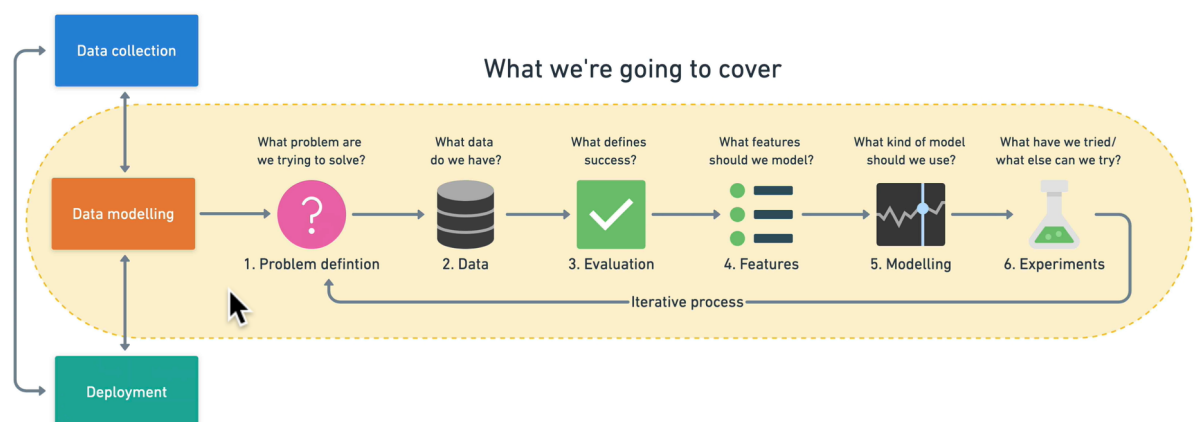 Data collection
What we're going to cover
What problem are
we trying to solve?
What data
do we have?
What defines
success?
What features
should we model?
What kind of model
should we use?
What have we tried/
what else can we try?
Data modelling
?
1. Problem defintion
2. Data
3. Evaluation
4. Features
5. Modelling
6. Experiments
Iterative process
Deployment